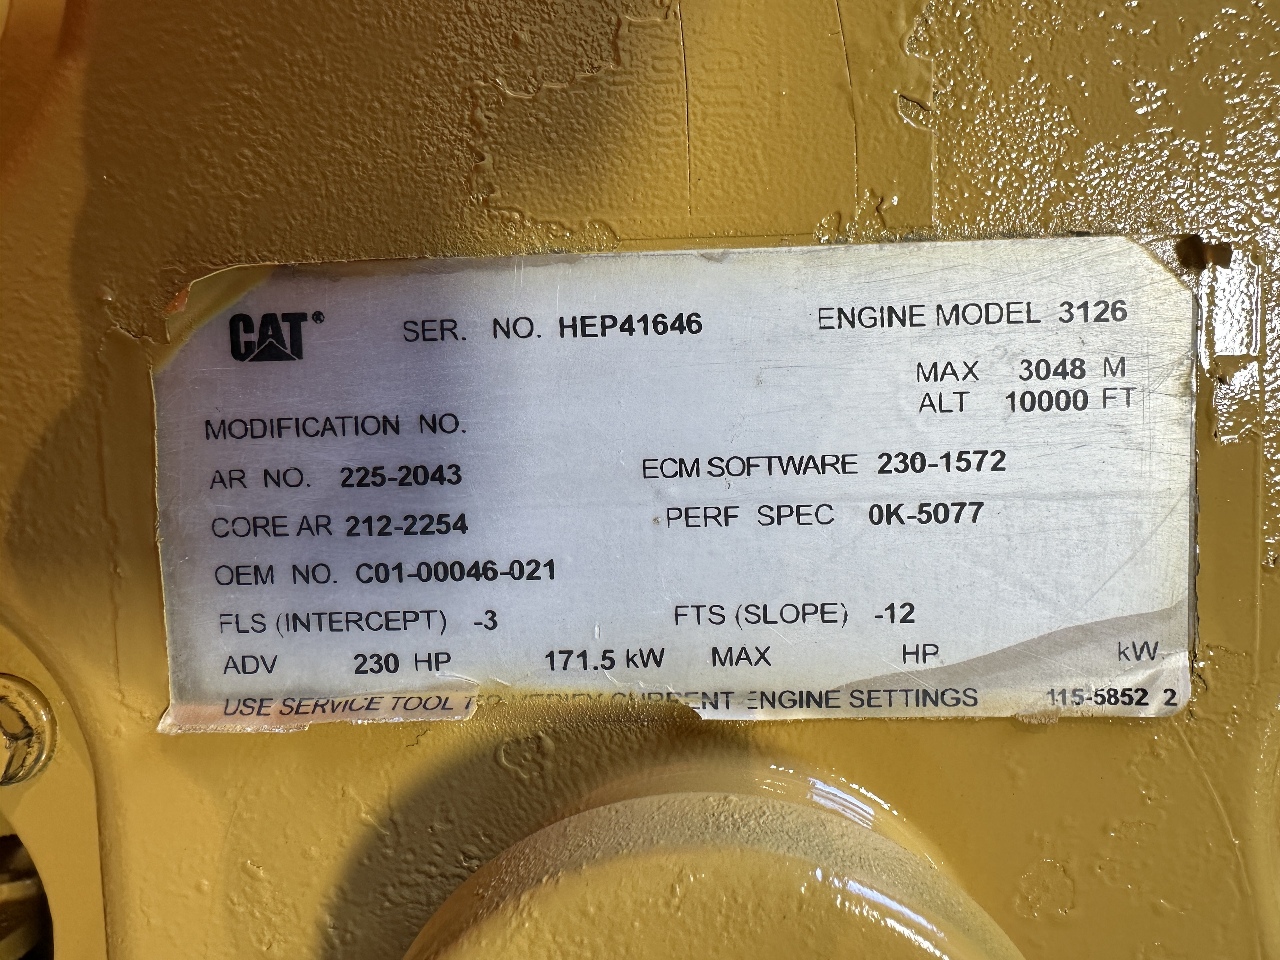 CAT® SER. NO. HEP41646 ENGINE MODEL 3126
MAX 3048 M
ALT 10000 FT
MODIFICATION NO.
AR NO. 225-2043 ECM SOFTWARE 230-1572
CORE AR 212-2254 PERF SPEC 0K-5077
OEM NO. C01-00046-021
FLS (INTERCEPT) -3 FTS (SLOPE) -12
ADV 230 HP 171.5 kW MAX HP kW
USE SERVICE TOOL TO VERIFY CURRENT ENGINE SETTINGS 115-5852 2